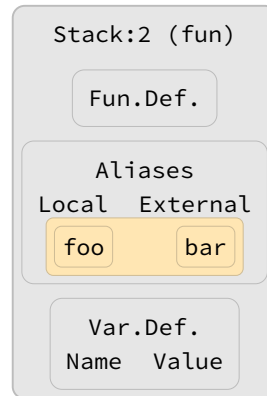 Stack:2 (fun)
Fun.Def.
Aliases
Local External
foo bar
Var.Def.
Name Value